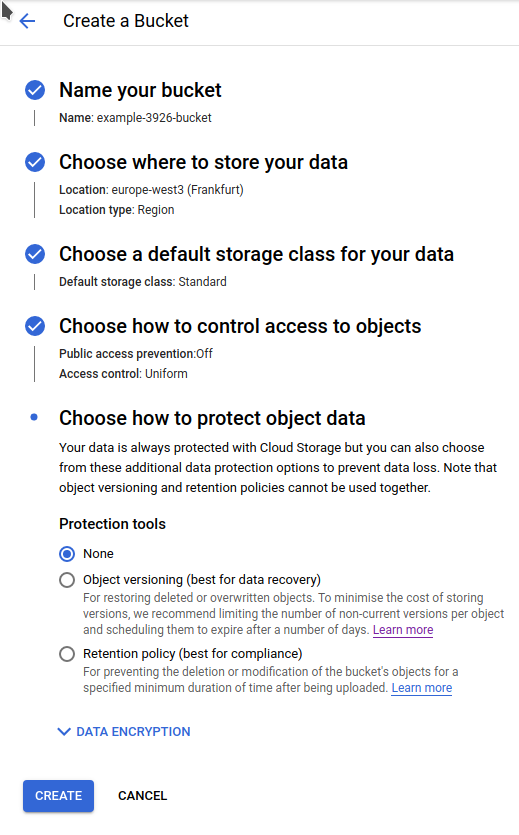 Create a Bucket
Name your bucket
Name: example-3926-bucket
Choose where to store your data
Location: europe-west3 (Frankfurt)
Location type: Region
Choose a default storage class for your data
Default storage class: Standard
Choose how to control access to objects
Public access prevention:Off
Access control: Uniform
Choose how to protect object data
Your data is always protected with Cloud Storage but you can also choose
from these additional data protection options to prevent data loss. Note that
object versioning and retention policies cannot be used together.
Protection tools
None
Object versioning (best for data recovery)
For restoring deleted or overwritten objects. To minimise the cost of storing
versions, we recommend limiting the number of non-current versions per object
and scheduling them to expire after a number of days. Learn more
Retention policy (best for compliance)
For preventing the deletion or modification of the bucket's objects for a
specified minimum duration of time after being uploaded. Learn more
DATA ENCRYPTION
CREATE CANCEL